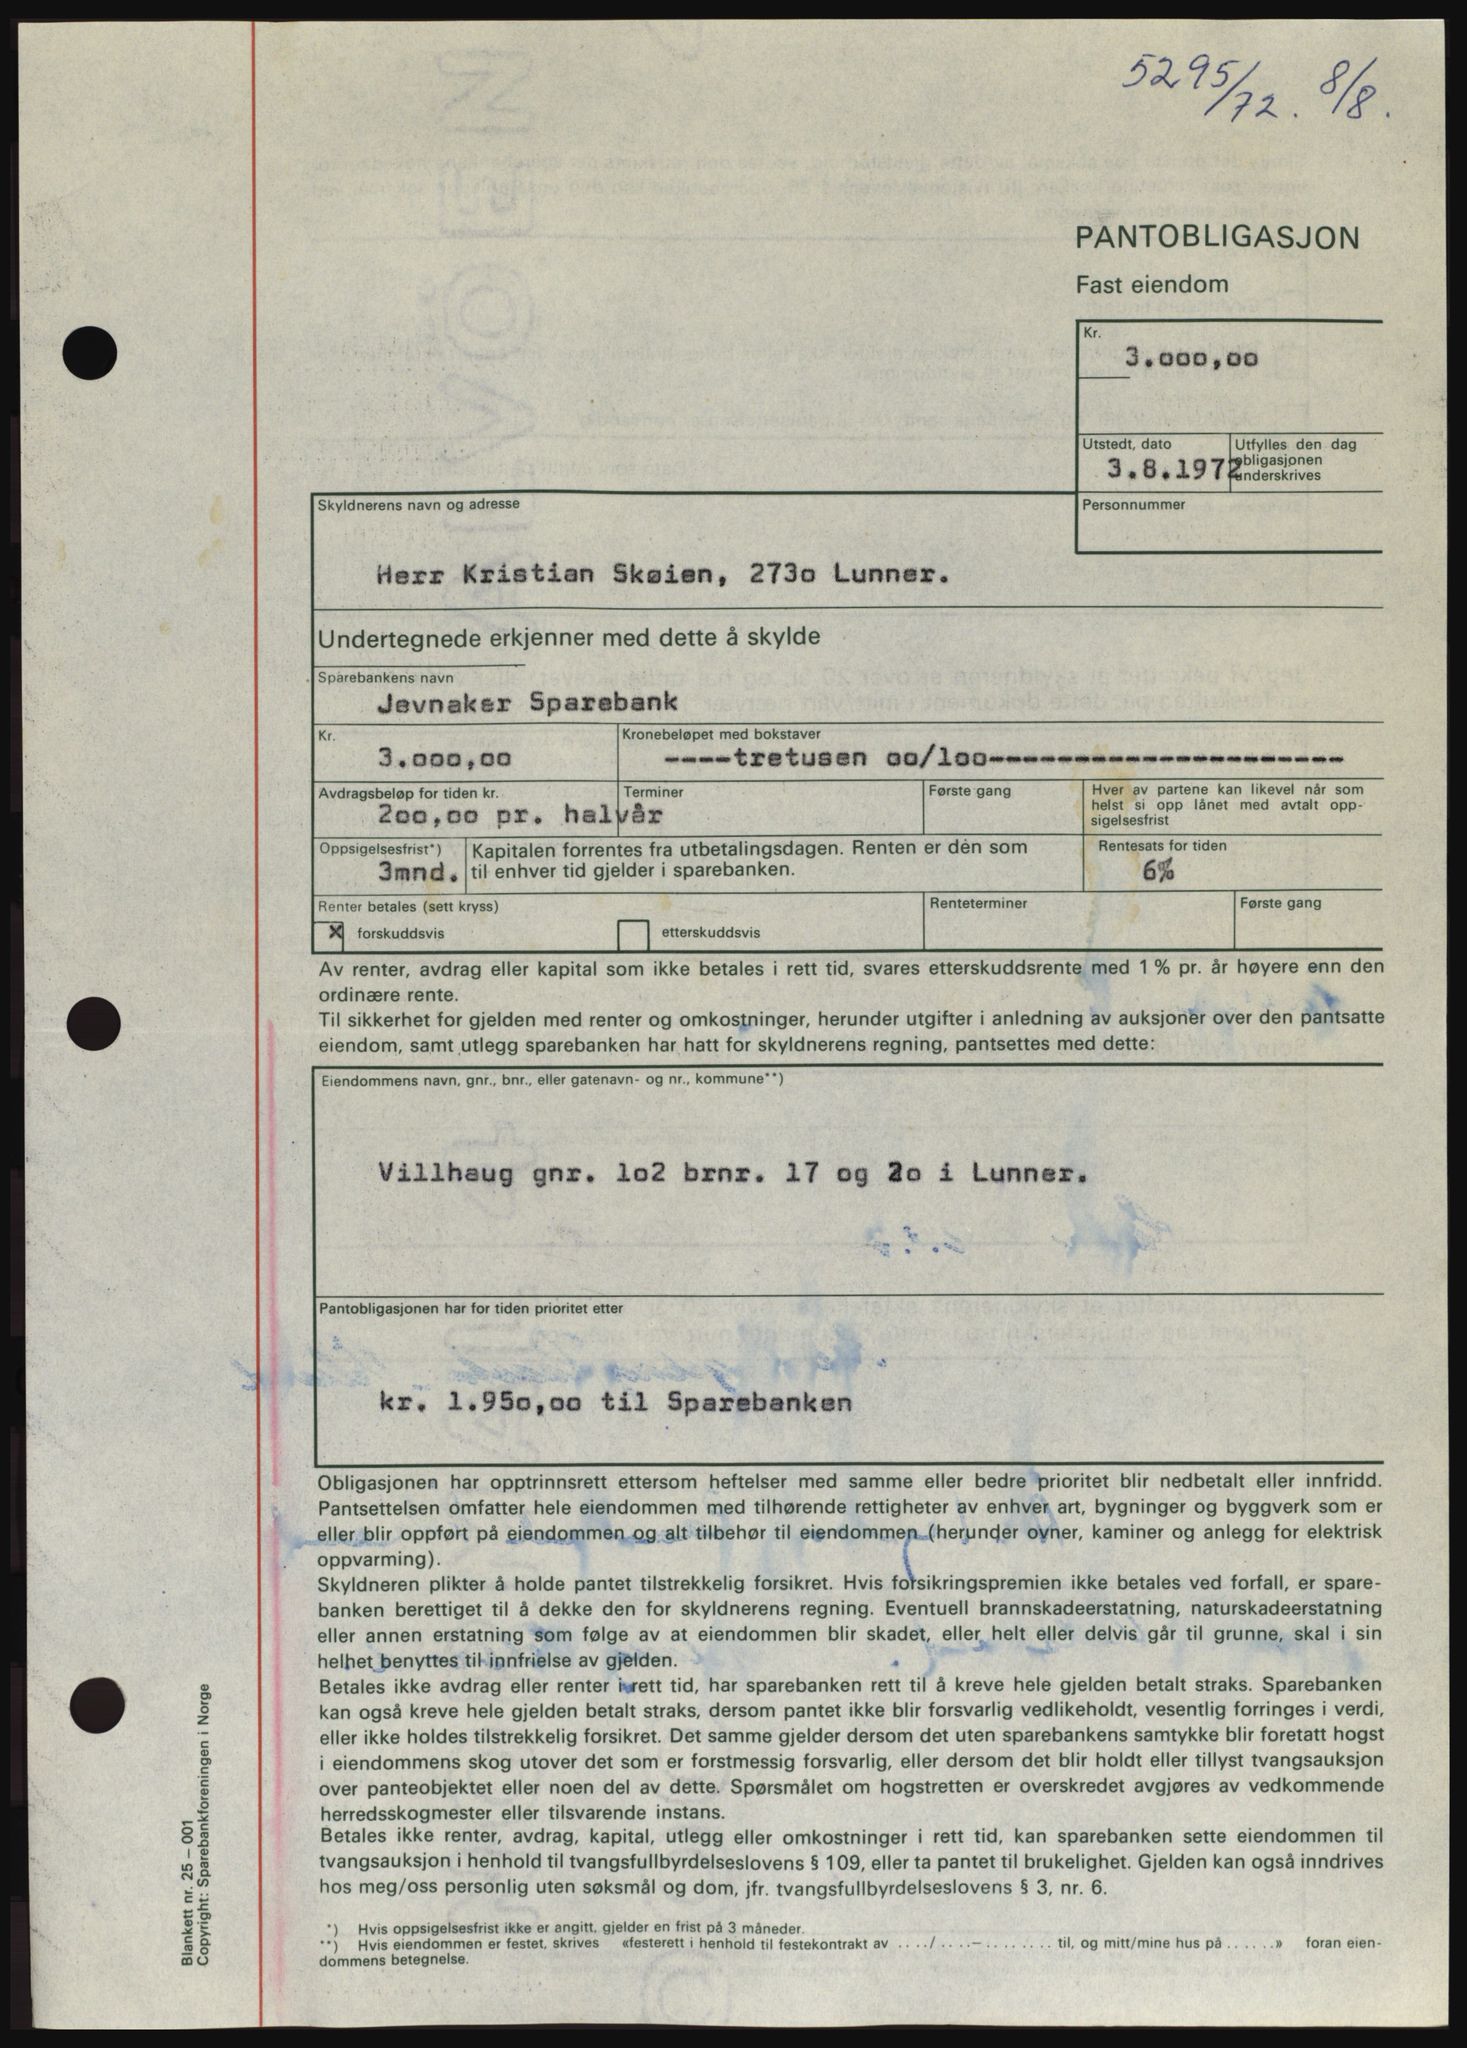 5295/72. 8/8.
PANTOBLIGASJON
Fast eiendom
Kr.
3.000,00
Utstedt, dato
3.8.1972
Utfylles den dag
obligasjonen
underskrives
Skyldnerens navn og adresse
Personnummer
Herr Kristian Skøien, 273o Lunner.
Undertegnede erkjenner med dette å skylde
Sparebankens navn
Jevnaker Sparebank
Kr.
3.000,00
Kronebeløpet med bokstaver
----tretusen oo/loo----------------------
Avdragsbeløp for tiden kr.
Terminer
Første gang
Hver av partene kan likevel når som
helst si opp lånet med avtalt opp-
sigelsesfrist
2oo,oo pr. halvår
Oppsigelsesfrist*)
3mnd.
Kapitalen forrentes fra utbetalingsdagen. Renten er den som
til enhver tid gjelder i sparebanken.
Rentesats for tiden
6%
Renter betales (sett kryss)
Renteterminer
Første gang
x forskuddsvis
etterskuddsvis
Av renter, avdrag eller kapital som ikke betales i rett tid, svares etterskuddsrente med 1 % pr. år høyere enn den
ordinære rente.
Til sikkerhet for gjelden med renter og omkostninger, herunder utgifter i anledning av auksjoner over den pantsatte
eiendom, samt utlegg sparebanken har hatt for skyldnerens regning, pantsettes med dette:
Eiendommens navn, gnr., bnr., eller gatenavn- og nr., kommune**)
Villhaug gnr. lo2 brnr. 17 og 2o i Lunner.
Pantobligasjonen har for tiden prioritet etter
kr. 1.95o,oo til Sparebanken
Obligasjonen har opptrinnsrett ettersom heftelser med samme eller bedre prioritet blir nedbetalt eller innfridd.
Pantsettelsen omfatter hele eiendommen med tilhørende rettigheter av enhver art, bygninger og byggverk som er
eller blir oppført på eiendommen og alt tilbehør til eiendommen (herunder ovner, kaminer og anlegg for elektrisk
oppvarming).
Skyldneren plikter å holde pantet tilstrekkelig forsikret. Hvis forsikringspremien ikke betales ved forfall, er spare-
banken berettiget til å dekke den for skyldnerens regning. Eventuell brannskadeerstatning, naturskadeerstatning
eller annen erstatning som følge av at eiendommen blir skadet, eller helt eller delvis går til grunne, skal i sin
helhet benyttes til innfrielse av gjelden.
Betales ikke avdrag eller renter i rett tid, har sparebanken rett til å kreve hele gjelden betalt straks. Sparebanken
kan også kreve hele gjelden betalt straks, dersom pantet ikke blir forsvarlig vedlikeholdt, vesentlig forringes i verdi,
eller ikke holdes tilstrekkelig forsikret. Det samme gjelder dersom det uten sparebankens samtykke blir foretatt hogst
i eiendommens skog utover det som er forstmessig forsvarlig, eller dersom det blir holdt eller tillyst tvangsauksjon
over panteobjektet eller noen del av dette. Spørsmålet om hogstretten er overskredet avgjøres av vedkommende
herredsskogmester eller tilsvarende instans.
Betales ikke renter, avdrag, kapital, utlegg eller omkostninger i rett tid, kan sparebanken sette eiendommen til
tvangsauksjon i henhold til tvangsfullbyrdelseslovens § 109, eller ta pantet til brukelighet. Gjelden kan også inndrives
hos meg/oss personlig uten søksmål og dom, jfr. tvangsfullbyrdelseslovens § 3, nr. 6.
*) Hvis oppsigelsesfrist ikke er angitt, gjelder en frist på 3 måneder.
**) Hvis eiendommen er festet, skrives «festerett i henhold til festekontrakt av ..../....–........ til, og mitt/mine hus på ......» foran eien-
dommens betegnelse.
Blankett nr. 25 – 001
Copyright: Sparebankforeningen i Norge